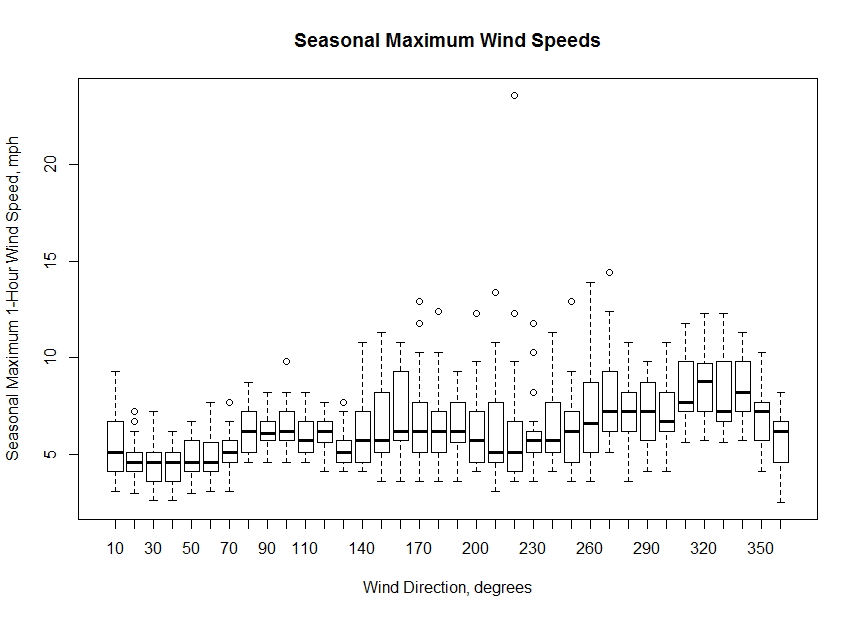 Seasonal Maximum Wind Speeds
Seasonal Maximum 1-Hour Wind Speed, mph
20
15
10
5
10 30 50 70 90 110 140 170 200 230 260 290 320 350
Wind Direction, degrees